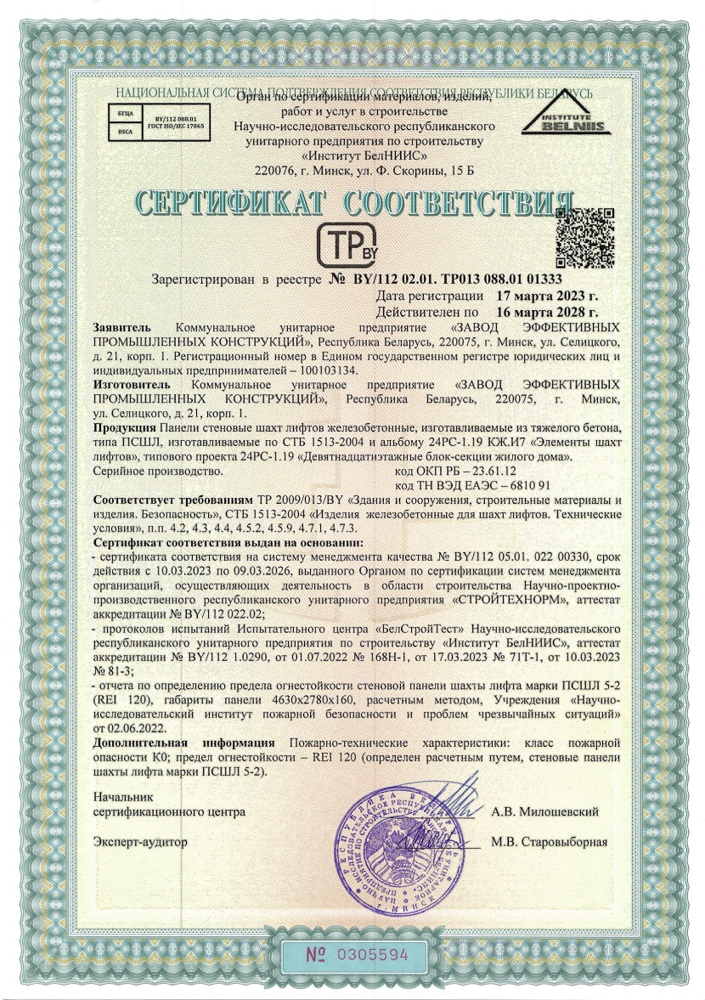 НАЦИОНАЛЬНАЯ СИСТЕМА ПОДТВЕРЖДЕНИЯ СООТВЕТСТВИЯ РЕСПУБЛИКИ БЕЛАРУСЬ
Орган по сертификации материалов, изделий,
работ и услуг в строительстве
Научно-исследовательского республиканского
унитарного предприятия по строительству
«Институт БелНИИС»
220076, г. Минск, ул. Ф. Скорины, 15 Б
БГЦА
BSCA
BY/112 088.01
ГОСТ ISO/IEC 17065
INSTITUTE
BELNIIS
СЕРТИФИКАТ СООТВЕТСТВИЯ
ТР BY
Зарегистрирован в реестре № BY/112 02.01. ТР013 088.01 01333
Дата регистрации 17 марта 2023 г.
Действителен по 16 марта 2028 г.
Заявитель Коммунальное унитарное предприятие «ЗАВОД ЭФФЕКТИВНЫХ
ПРОМЫШЛЕННЫХ КОНСТРУКЦИЙ», Республика Беларусь, 220075, г. Минск, ул. Селицкого,
д. 21, корп. 1. Регистрационный номер в Едином государственном регистре юридических лиц и
индивидуальных предпринимателей – 100103134.
Изготовитель Коммунальное унитарное предприятие «ЗАВОД ЭФФЕКТИВНЫХ
ПРОМЫШЛЕННЫХ КОНСТРУКЦИЙ», Республика Беларусь, 220075, г. Минск,
ул. Селицкого, д. 21, корп. 1.
Продукция Панели стеновые шахт лифтов железобетонные, изготавливаемые из тяжелого бетона,
типа ПСШЛ, изготавливаемые по СТБ 1513-2004 и альбому 24РС-1.19 КЖ.И7 «Элементы шахт
лифтов», типового проекта 24РС-1.19 «Девятнадцатиэтажные блок-секции жилого дома».
Серийное производство. код ОКП РБ – 23.61.12
код ТН ВЭД ЕАЭС – 6810 91
Соответствует требованиям ТР 2009/013/BY «Здания и сооружения, строительные материалы и
изделия. Безопасность», СТБ 1513-2004 «Изделия железобетонные для шахт лифтов. Технические
условия», п.п. 4.2, 4.3, 4.4, 4.5.2, 4.5.9, 4.7.1, 4.7.3.
Сертификат соответствия выдан на основании:
- сертификата соответствия на систему менеджмента качества № BY/112 05.01. 022 00330, срок
действия с 10.03.2023 по 09.03.2026, выданного Органом по сертификации систем менеджмента
организаций, осуществляющих деятельность в области строительства Научно-проектно-
производственного республиканского унитарного предприятия «СТРОЙТЕХНОРМ», аттестат
аккредитации № BY/112 022.02;
- протоколов испытаний Испытательного центра «БелСтройТест» Научно-исследовательского
республиканского унитарного предприятия по строительству «Институт БелНИИС», аттестат
аккредитации № BY/112 1.0290, от 01.07.2022 № 168Н-1, от 17.03.2023 № 71Т-1, от 10.03.2023
№ 81-3;
- отчета по определению предела огнестойкости стеновой панели шахты лифта марки ПСШЛ 5-2
(REI 120), габариты панели 4630х2780х160, расчетным методом, Учреждения «Научно-
исследовательский институт пожарной безопасности и проблем чрезвычайных ситуаций»
от 02.06.2022.
Дополнительная информация Пожарно-технические характеристики: класс пожарной
опасности К0; предел огнестойкости – REI 120 (определен расчетным путем, стеновые панели
шахты лифта марки ПСШЛ 5-2).
Начальник
сертификационного центра А.В. Милошевский
Эксперт-аудитор М.В. Старовыборная
РЕСПУБЛИКА БЕЛАРУСЬ
г. МИНСК
№ 0305594